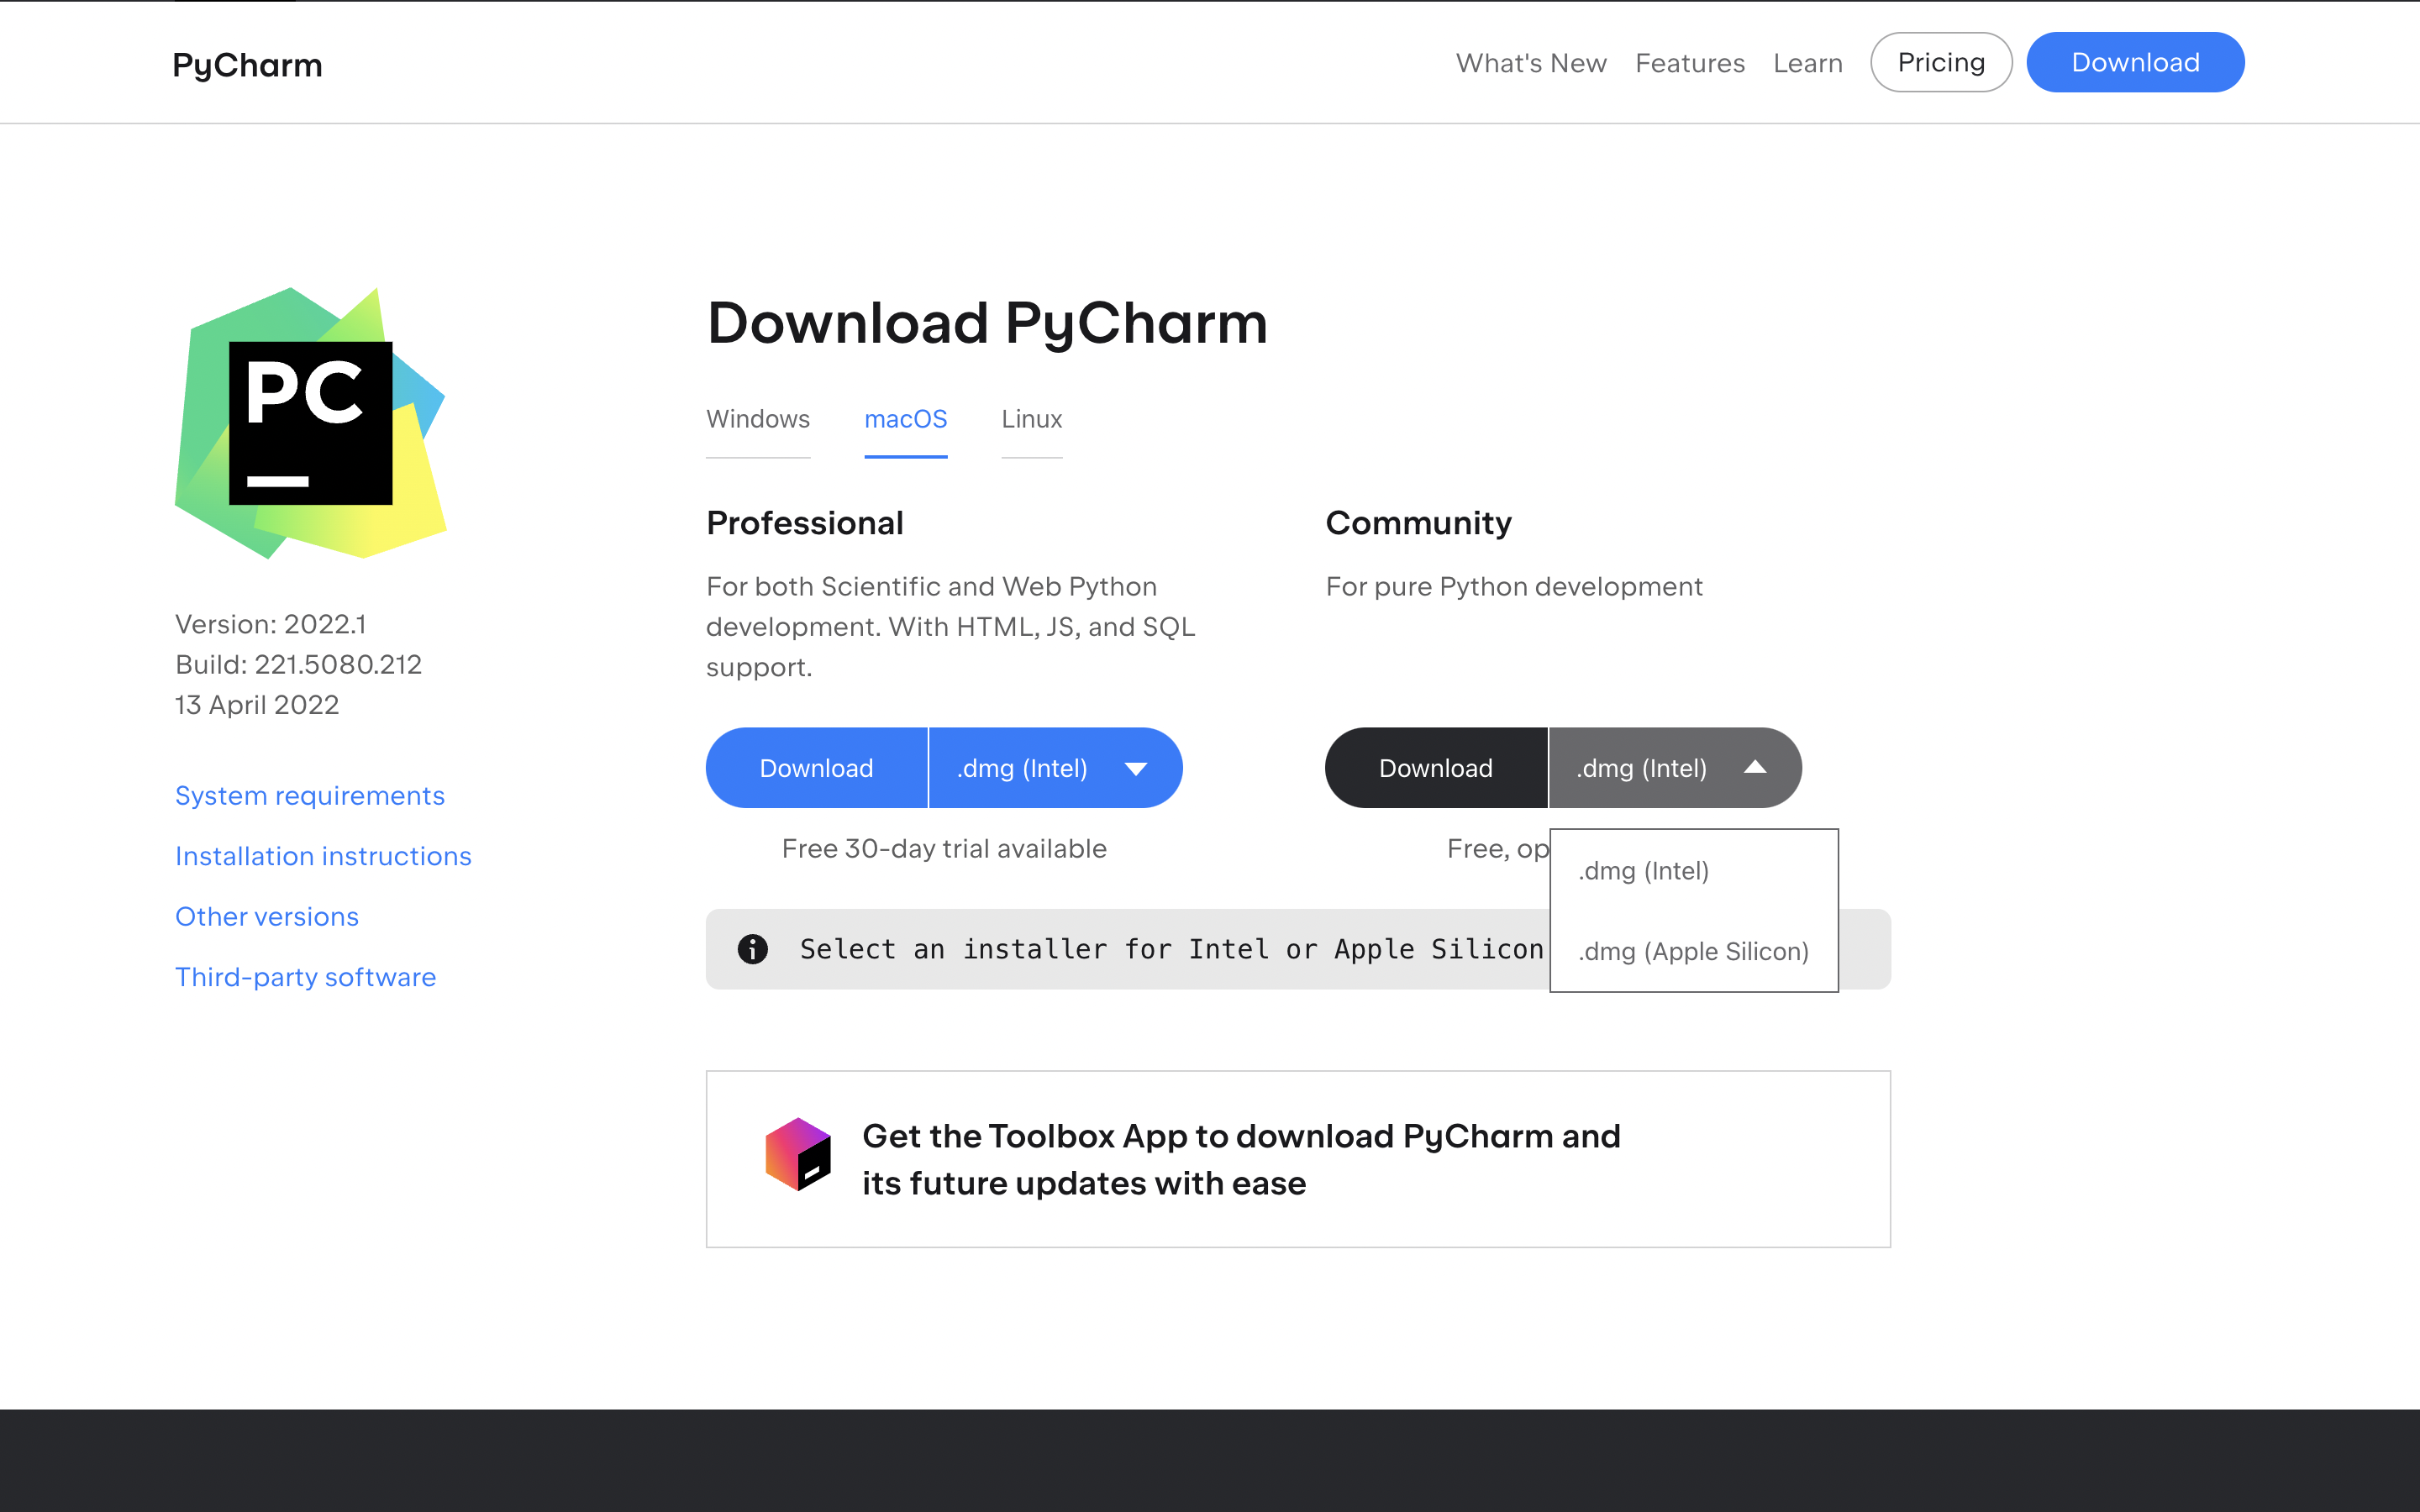 PyCharm
What's New Features Learn Pricing Download
PC
Version: 2022.1
Build: 221.5080.212
13 April 2022
System requirements
Installation instructions
Other versions
Third-party software
Download PyCharm
Windows macOS Linux
Professional
For both Scientific and Web Python
development. With HTML, JS, and SQL
support.
Download .dmg (Intel)
Free 30-day trial available
Community
For pure Python development
Download .dmg (Intel)
Free, op
.dmg (Intel)
.dmg (Apple Silicon)
Select an installer for Intel or Apple Silicon
Get the Toolbox App to download PyCharm and
its future updates with ease